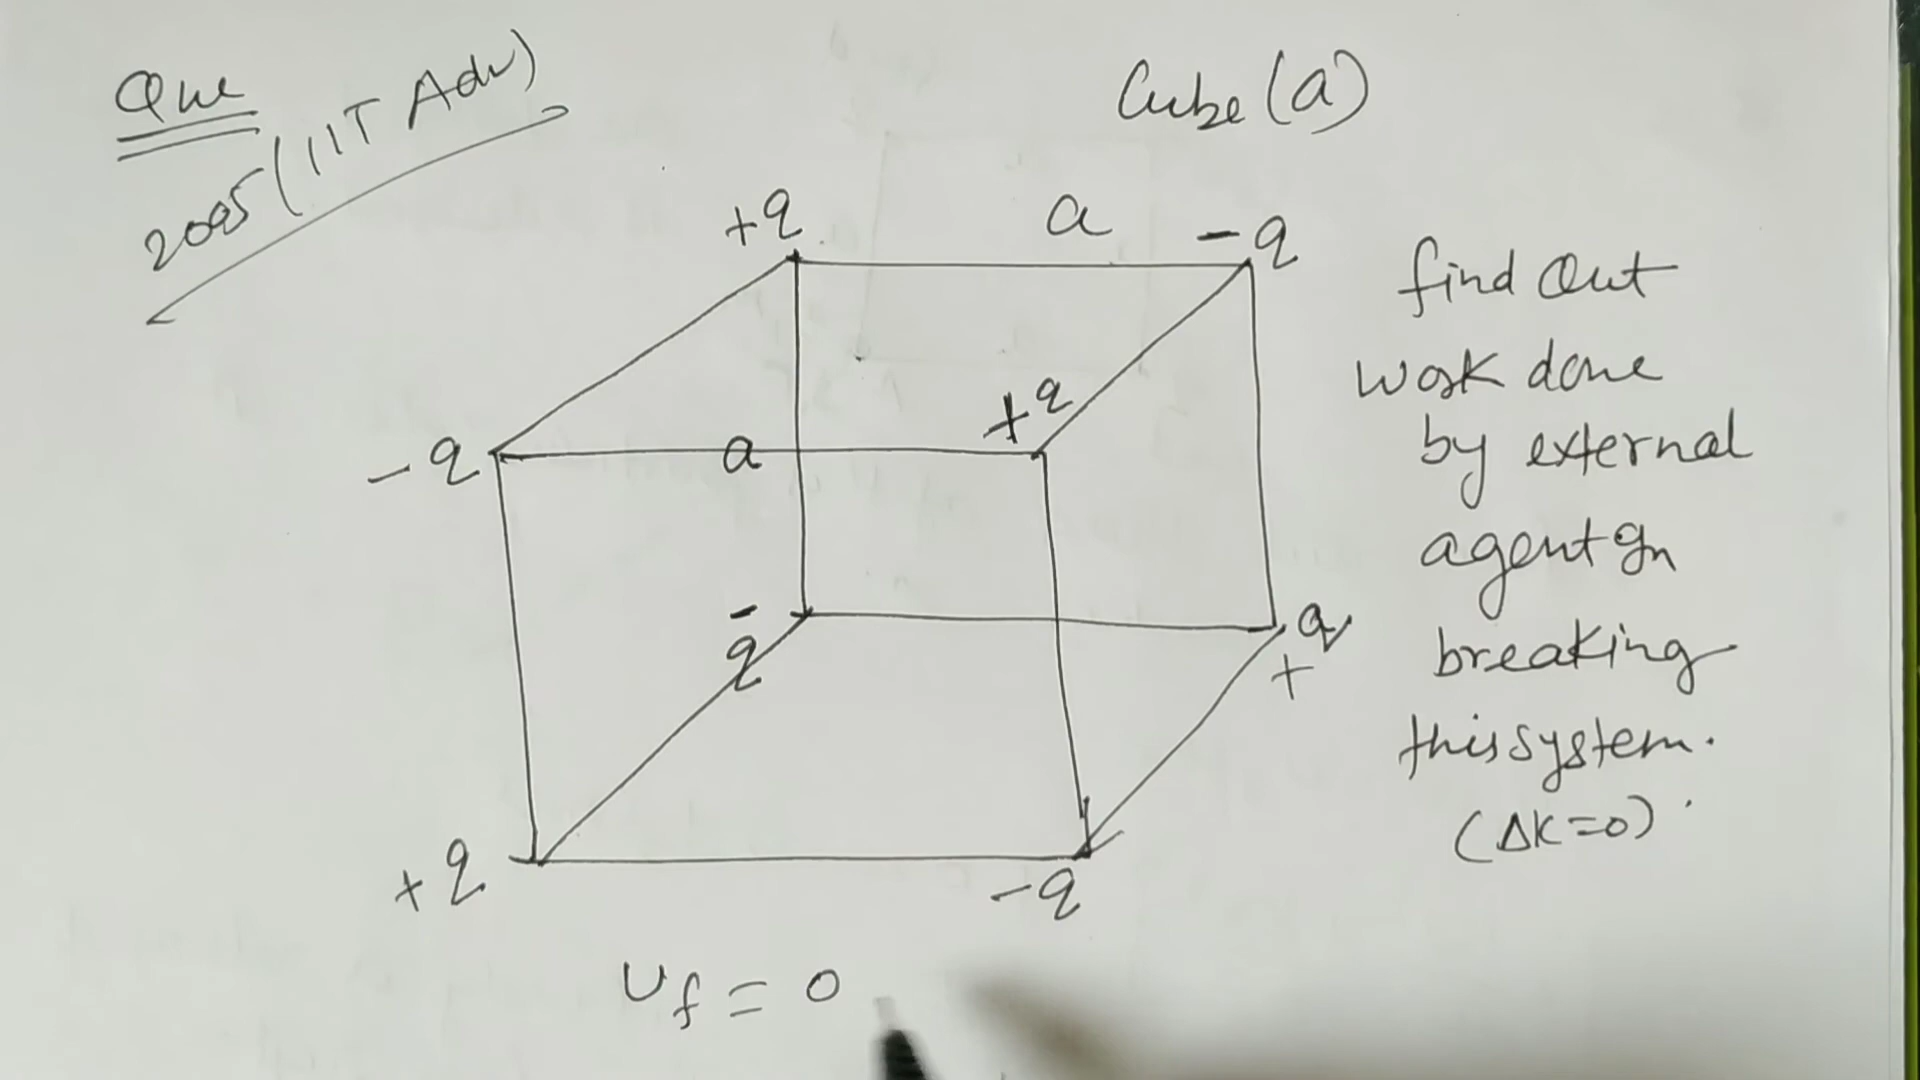 Que
2005 (IIT Adv)
Cube (a)
+q
a
-q
-q
a
+q
-
q
q
+
+q
-q
find out
work done
by external
agent In
breaking
this system.
(ΔK=0)
Uf = 0